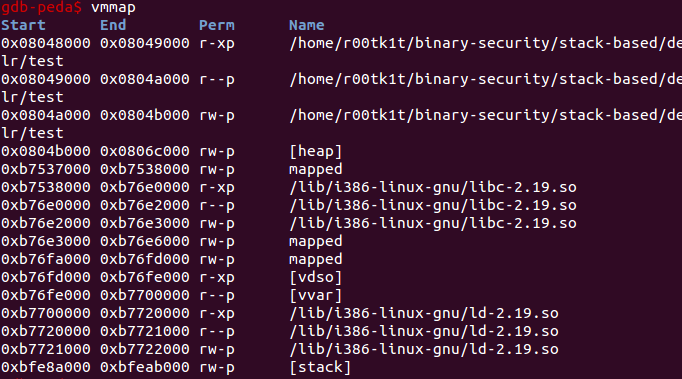 gdb-peda$ vmmap
Start      End        Perm      Name
0x08048000 0x08049000 r-xp      /home/r00tk1t/binary-security/stack-based/de
lr/test
0x08049000 0x0804a000 r--p      /home/r00tk1t/binary-security/stack-based/de
lr/test
0x0804a000 0x0804b000 rw-p      /home/r00tk1t/binary-security/stack-based/de
lr/test
0x0804b000 0x0806c000 rw-p      [heap]
0xb7537000 0xb7538000 rw-p      mapped
0xb7538000 0xb76e0000 r-xp      /lib/i386-linux-gnu/libc-2.19.so
0xb76e0000 0xb76e2000 r--p      /lib/i386-linux-gnu/libc-2.19.so
0xb76e2000 0xb76e3000 rw-p      /lib/i386-linux-gnu/libc-2.19.so
0xb76e3000 0xb76e6000 rw-p      mapped
0xb76fa000 0xb76fd000 rw-p      mapped
0xb76fd000 0xb76fe000 r-xp      [vdso]
0xb76fe000 0xb7700000 r--p      [vvar]
0xb7700000 0xb7720000 r-xp      /lib/i386-linux-gnu/ld-2.19.so
0xb7720000 0xb7721000 r--p      /lib/i386-linux-gnu/ld-2.19.so
0xb7721000 0xb7722000 rw-p      /lib/i386-linux-gnu/ld-2.19.so
0xbfe8a000 0xbfeab000 rw-p      [stack]